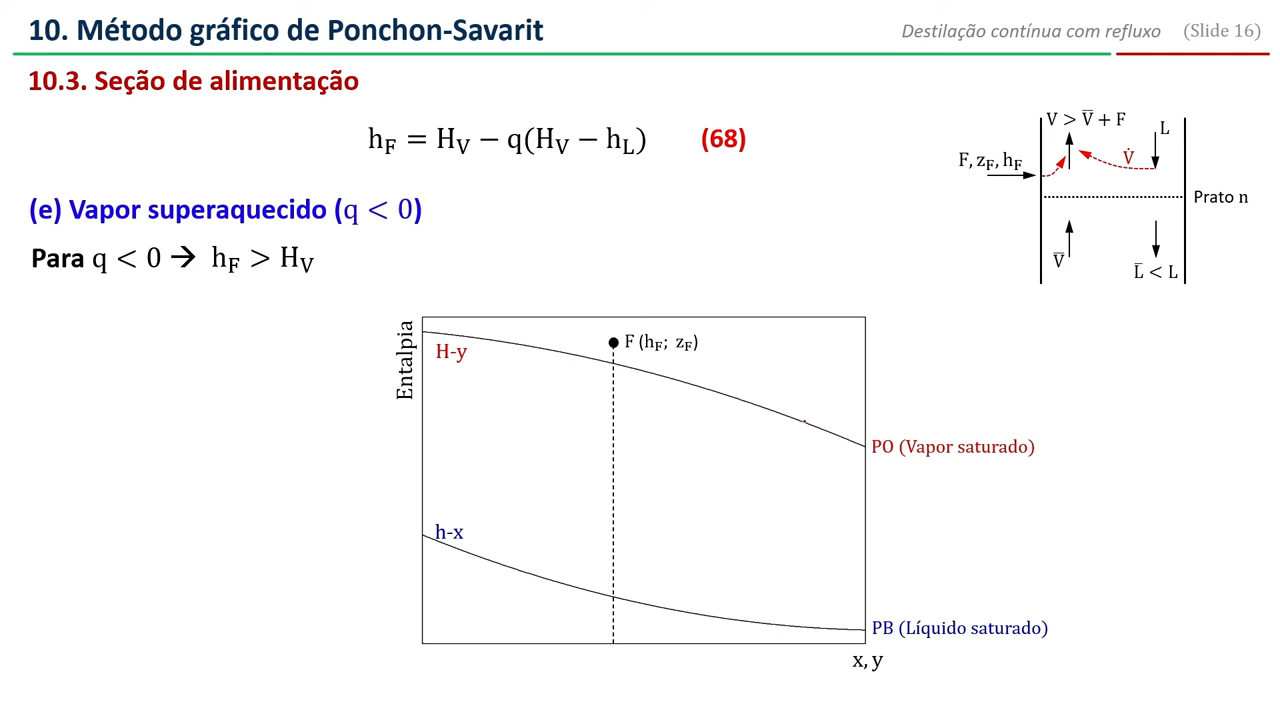 10. Método gráfico de Ponchon-Savarit
Destilação contínua com refluxo (Slide 16)
10.3. Seção de alimentação
h_F = H_V − q(H_V − h_L) (68)
V > V̅ + F
L
F, z_F, h_F
V̇
Prato n
V̅
L̅ < L
(e) Vapor superaquecido (q < 0)
Para q < 0 → h_F > H_V
Entalpia
H-y
F (h_F; z_F)
PO (Vapor saturado)
h-x
PB (Líquido saturado)
x, y